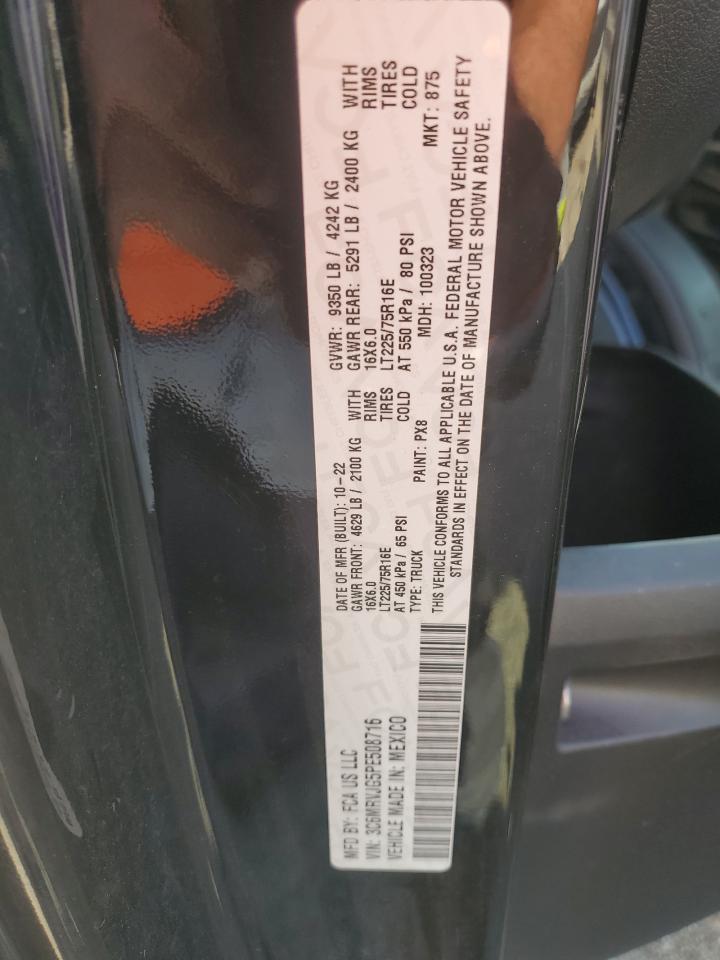 MFD BY: FCA US LLC
VIN: 3C6MRVJG5PE508716
VEHICLE MADE IN: MEXICO
DATE OF MFR (BUILT): 10-22 GVWR: 9350 LB / 4242 KG
GAWR FRONT: 4629 LB / 2100 KG WITH GAWR REAR: 5291 LB / 2400 KG WITH
16X6.0 RIMS 16X6.0 RIMS
LT225/75R16E TIRES LT225/75R16E TIRES
AT 450 kPa / 65 PSI COLD AT 550 kPa / 80 PSI COLD
TYPE: TRUCK PAINT: PX8 MDH: 100323 MKT: 875
THIS VEHICLE CONFORMS TO ALL APPLICABLE U.S.A. FEDERAL MOTOR VEHICLE SAFETY
STANDARDS IN EFFECT ON THE DATE OF MANUFACTURE SHOWN ABOVE.